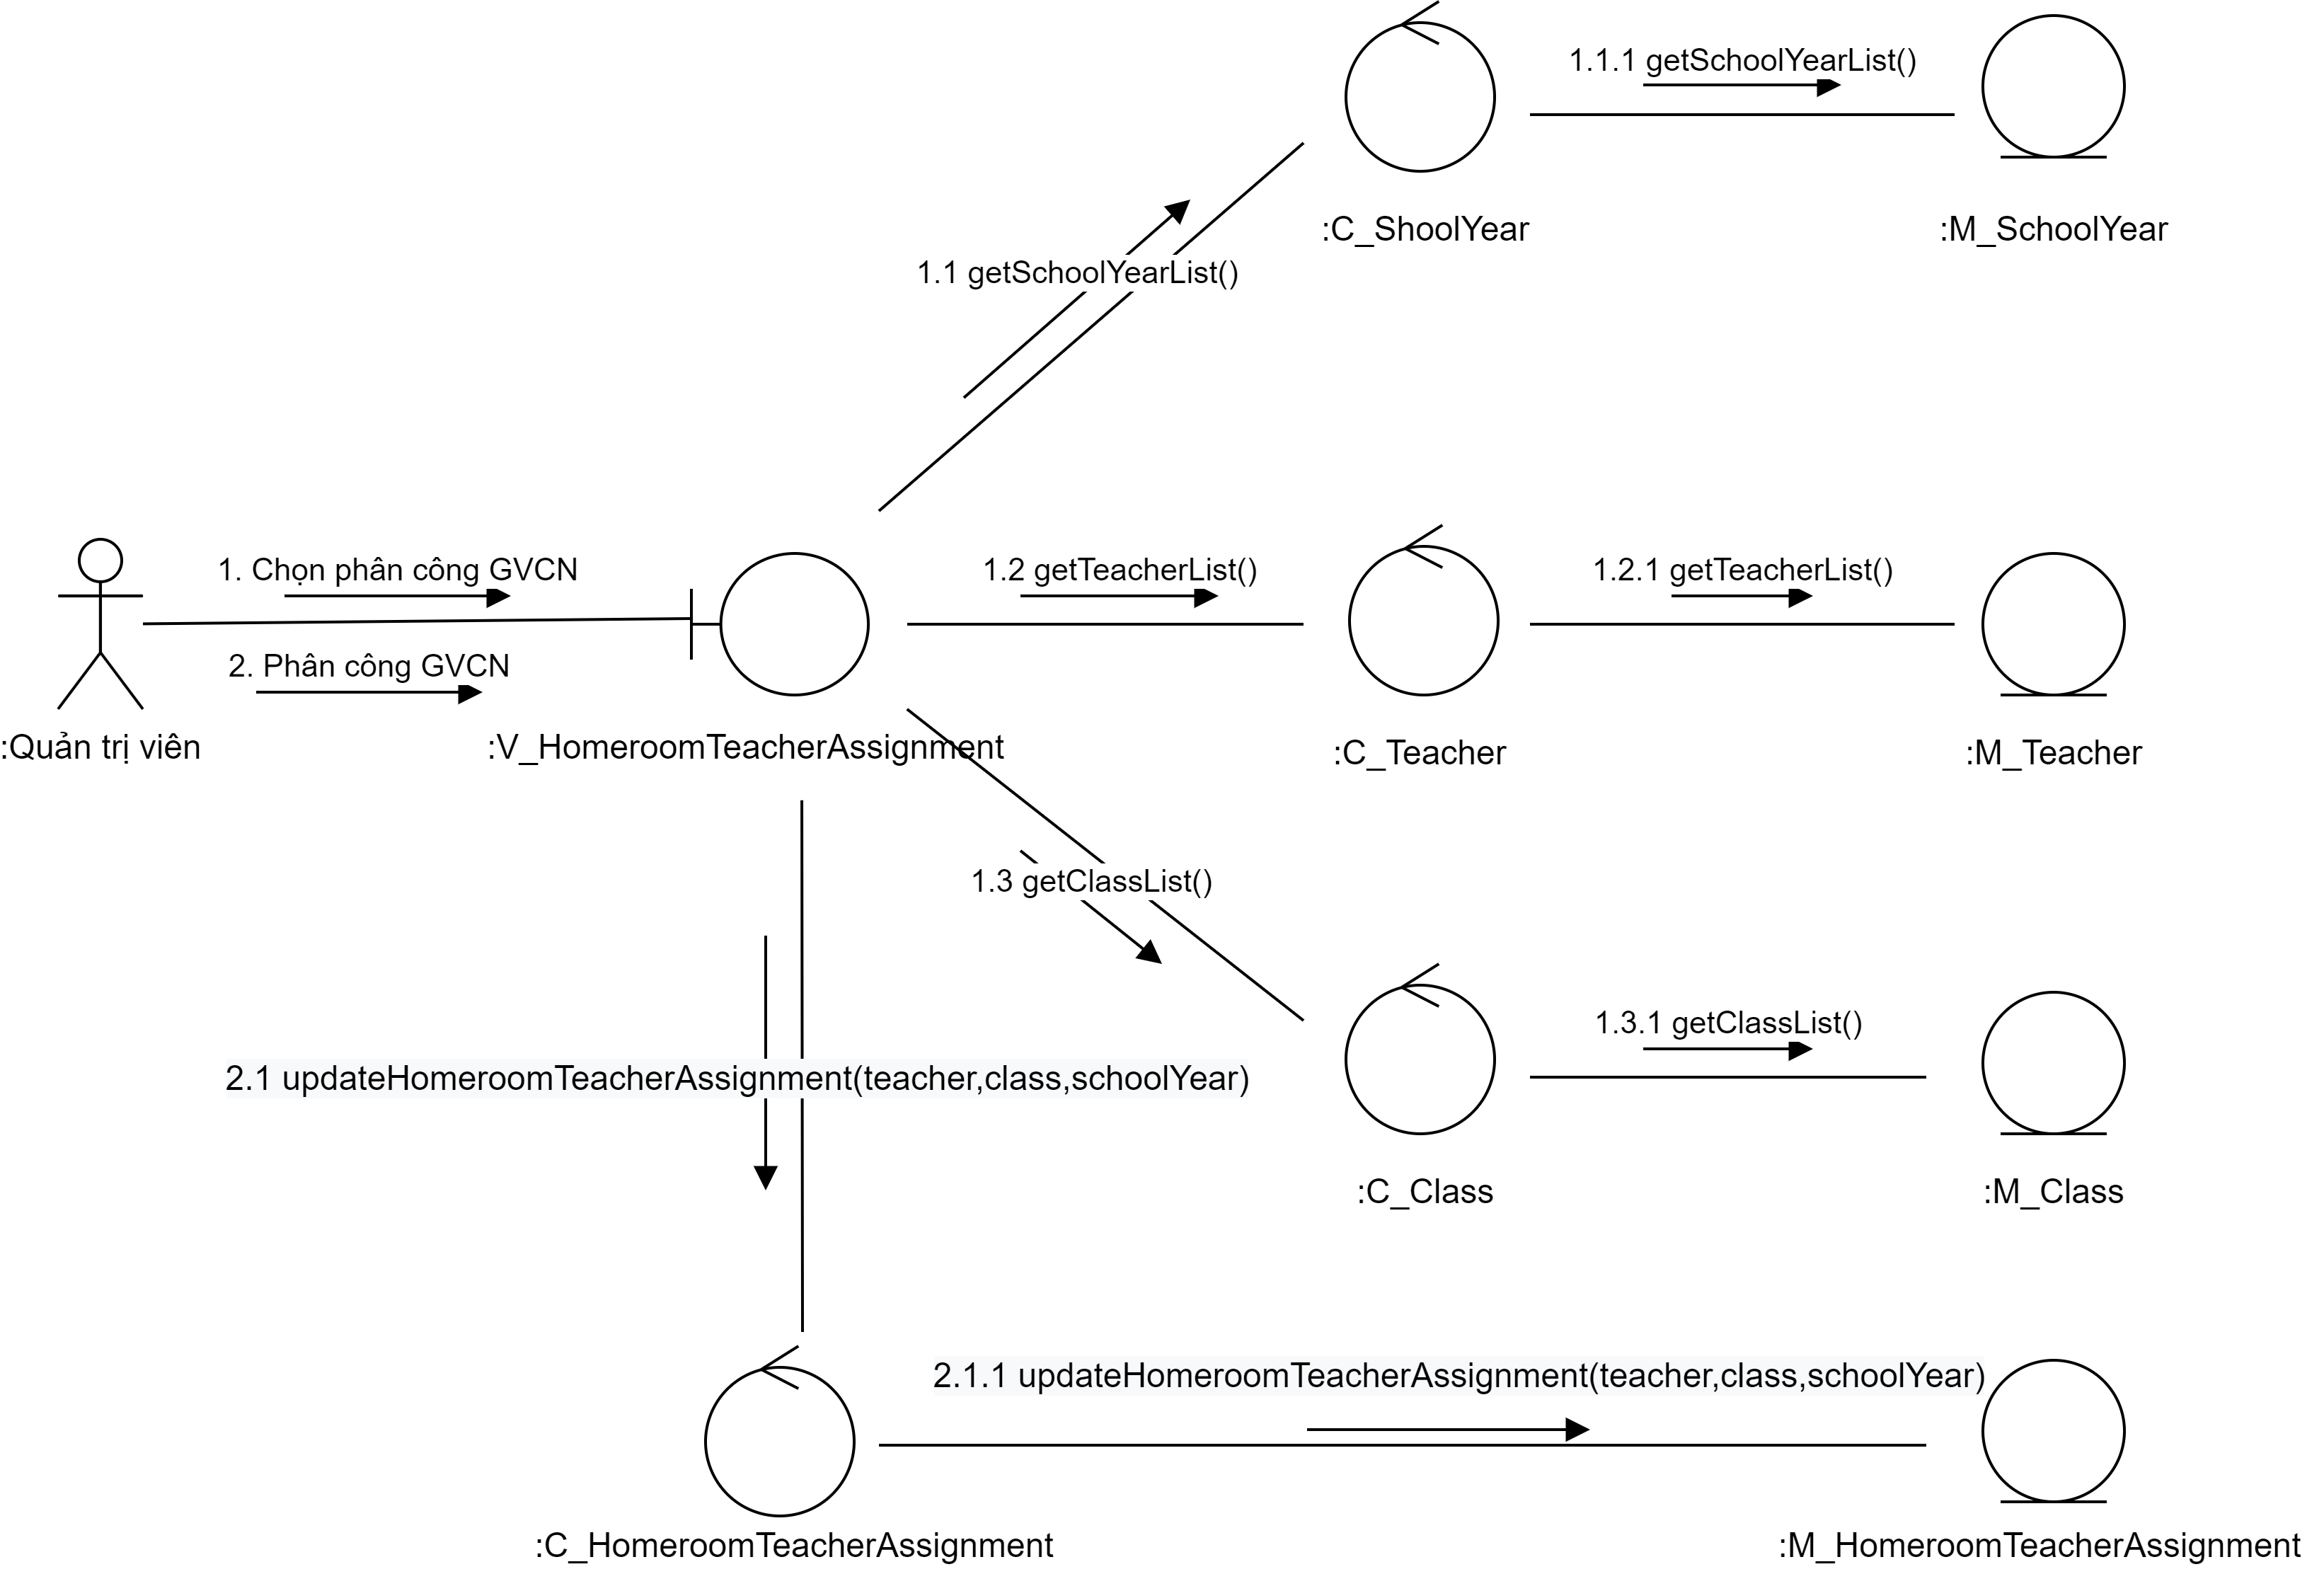 1.1.1 getSchoolYearList()
:C_ShoolYear
:M_SchoolYear
1.1 getSchoolYearList()
1. Chọn phân công GVCN
1.2 getTeacherList()
1.2.1 getTeacherList()
2. Phân công GVCN
:Quản trị viên
:V_HomeroomTeacherAssignment
:C_Teacher
:M_Teacher
1.3 getClassList()
1.3.1 getClassList()
2.1 updateHomeroomTeacherAssignment(teacher,class,schoolYear)
:C_Class
:M_Class
2.1.1 updateHomeroomTeacherAssignment(teacher,class,schoolYear)
:C_HomeroomTeacherAssignment
:M_HomeroomTeacherAssignment